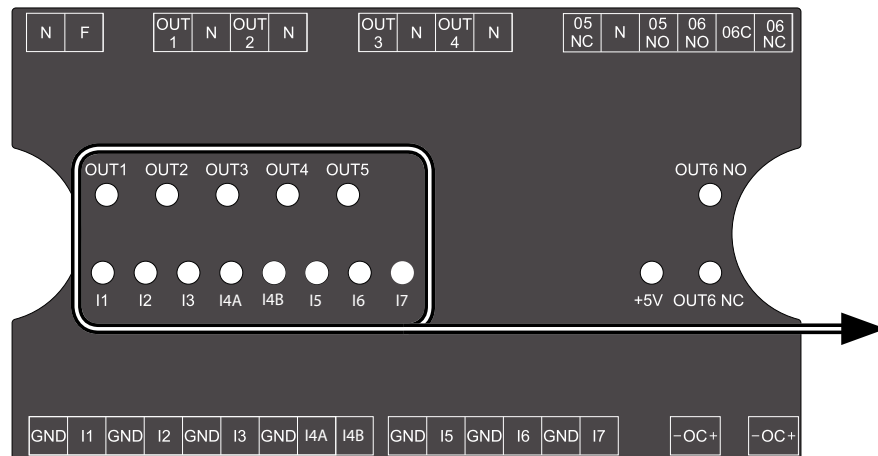 N F OUT 1 N OUT 2 N OUT 3 N OUT 4 N 05 NC N 05 NO 06 NO 06C 06 NC
OUT1 OUT2 OUT3 OUT4 OUT5 OUT6 NO
I1 I2 I3 I4A I4B I5 I6 I7 +5V OUT6 NC
GND I1 GND I2 GND I3 GND I4A I4B GND I5 GND I6 GND I7 -OC+ -OC+